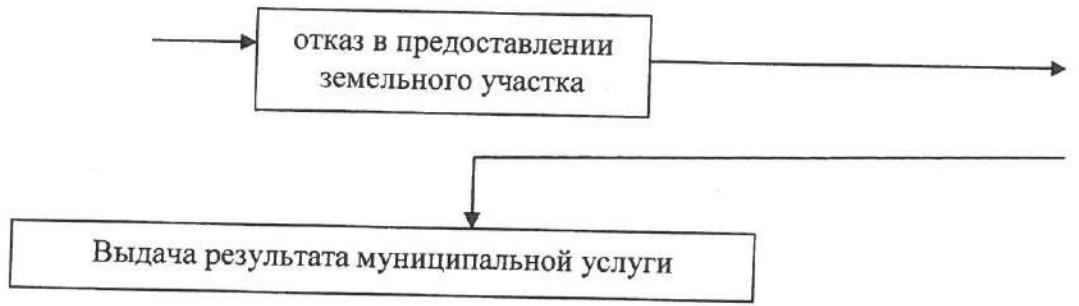 отказ в предоставлении
земельного участка
Выдача результата муниципальной услуги